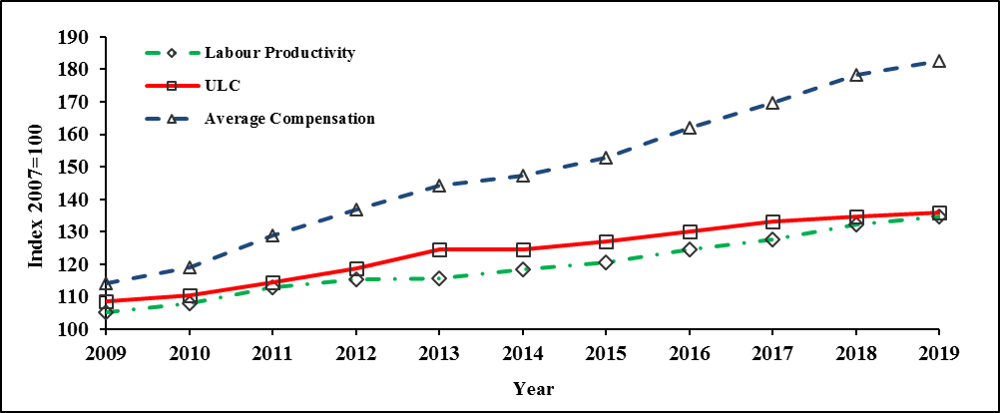 190
180
170
160
150
140
130
120
110
100
Index 2007=100
Labour Productivity
ULC
Average Compensation
2009 2010 2011 2012 2013 2014 2015 2016 2017 2018 2019
Year